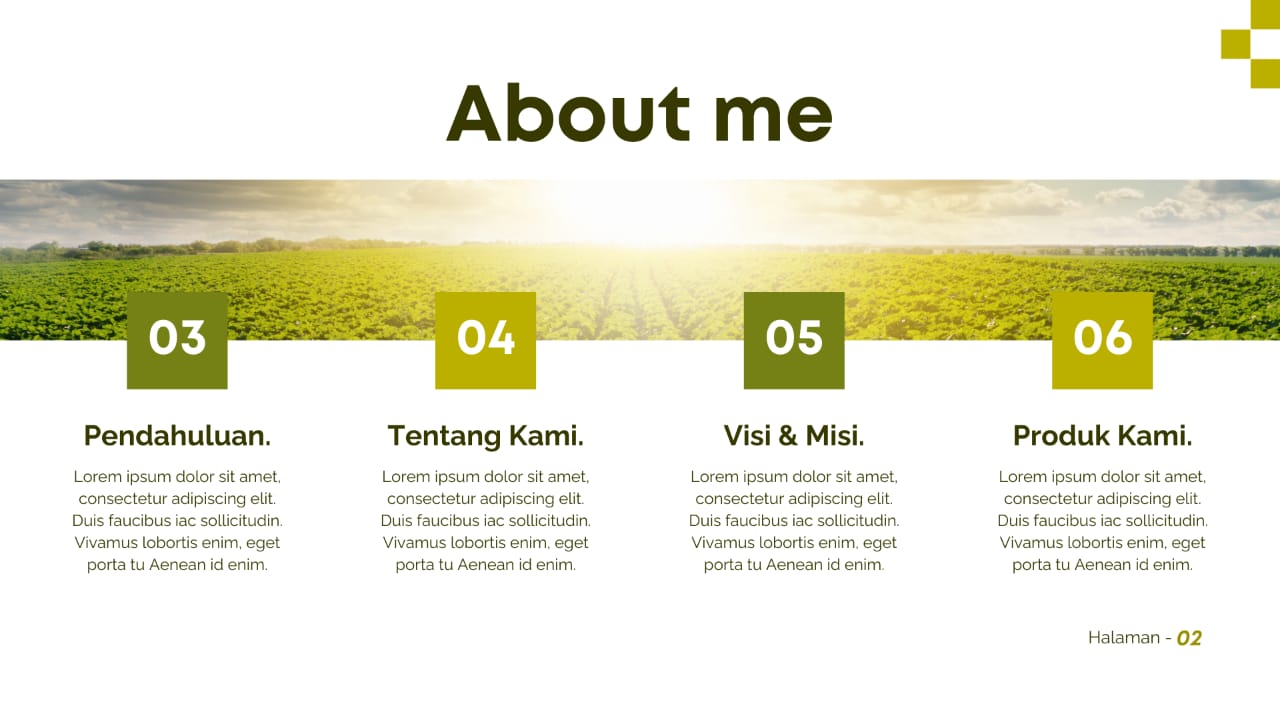 About me
03
04
05
06
Pendahuluan.
Lorem ipsum dolor sit amet,
consectetur adipiscing elit.
Duis faucibus iac sollicitudin.
Vivamus lobortis enim, eget
porta tu Aenean id enim.
Tentang Kami.
Lorem ipsum dolor sit amet,
consectetur adipiscing elit.
Duis faucibus iac sollicitudin.
Vivamus lobortis enim, eget
porta tu Aenean id enim.
Visi & Misi.
Lorem ipsum dolor sit amet,
consectetur adipiscing elit.
Duis faucibus iac sollicitudin.
Vivamus lobortis enim, eget
porta tu Aenean id enim.
Produk Kami.
Lorem ipsum dolor sit amet,
consectetur adipiscing elit.
Duis faucibus iac sollicitudin.
Vivamus lobortis enim, eget
porta tu Aenean id enim.
Halaman - 02